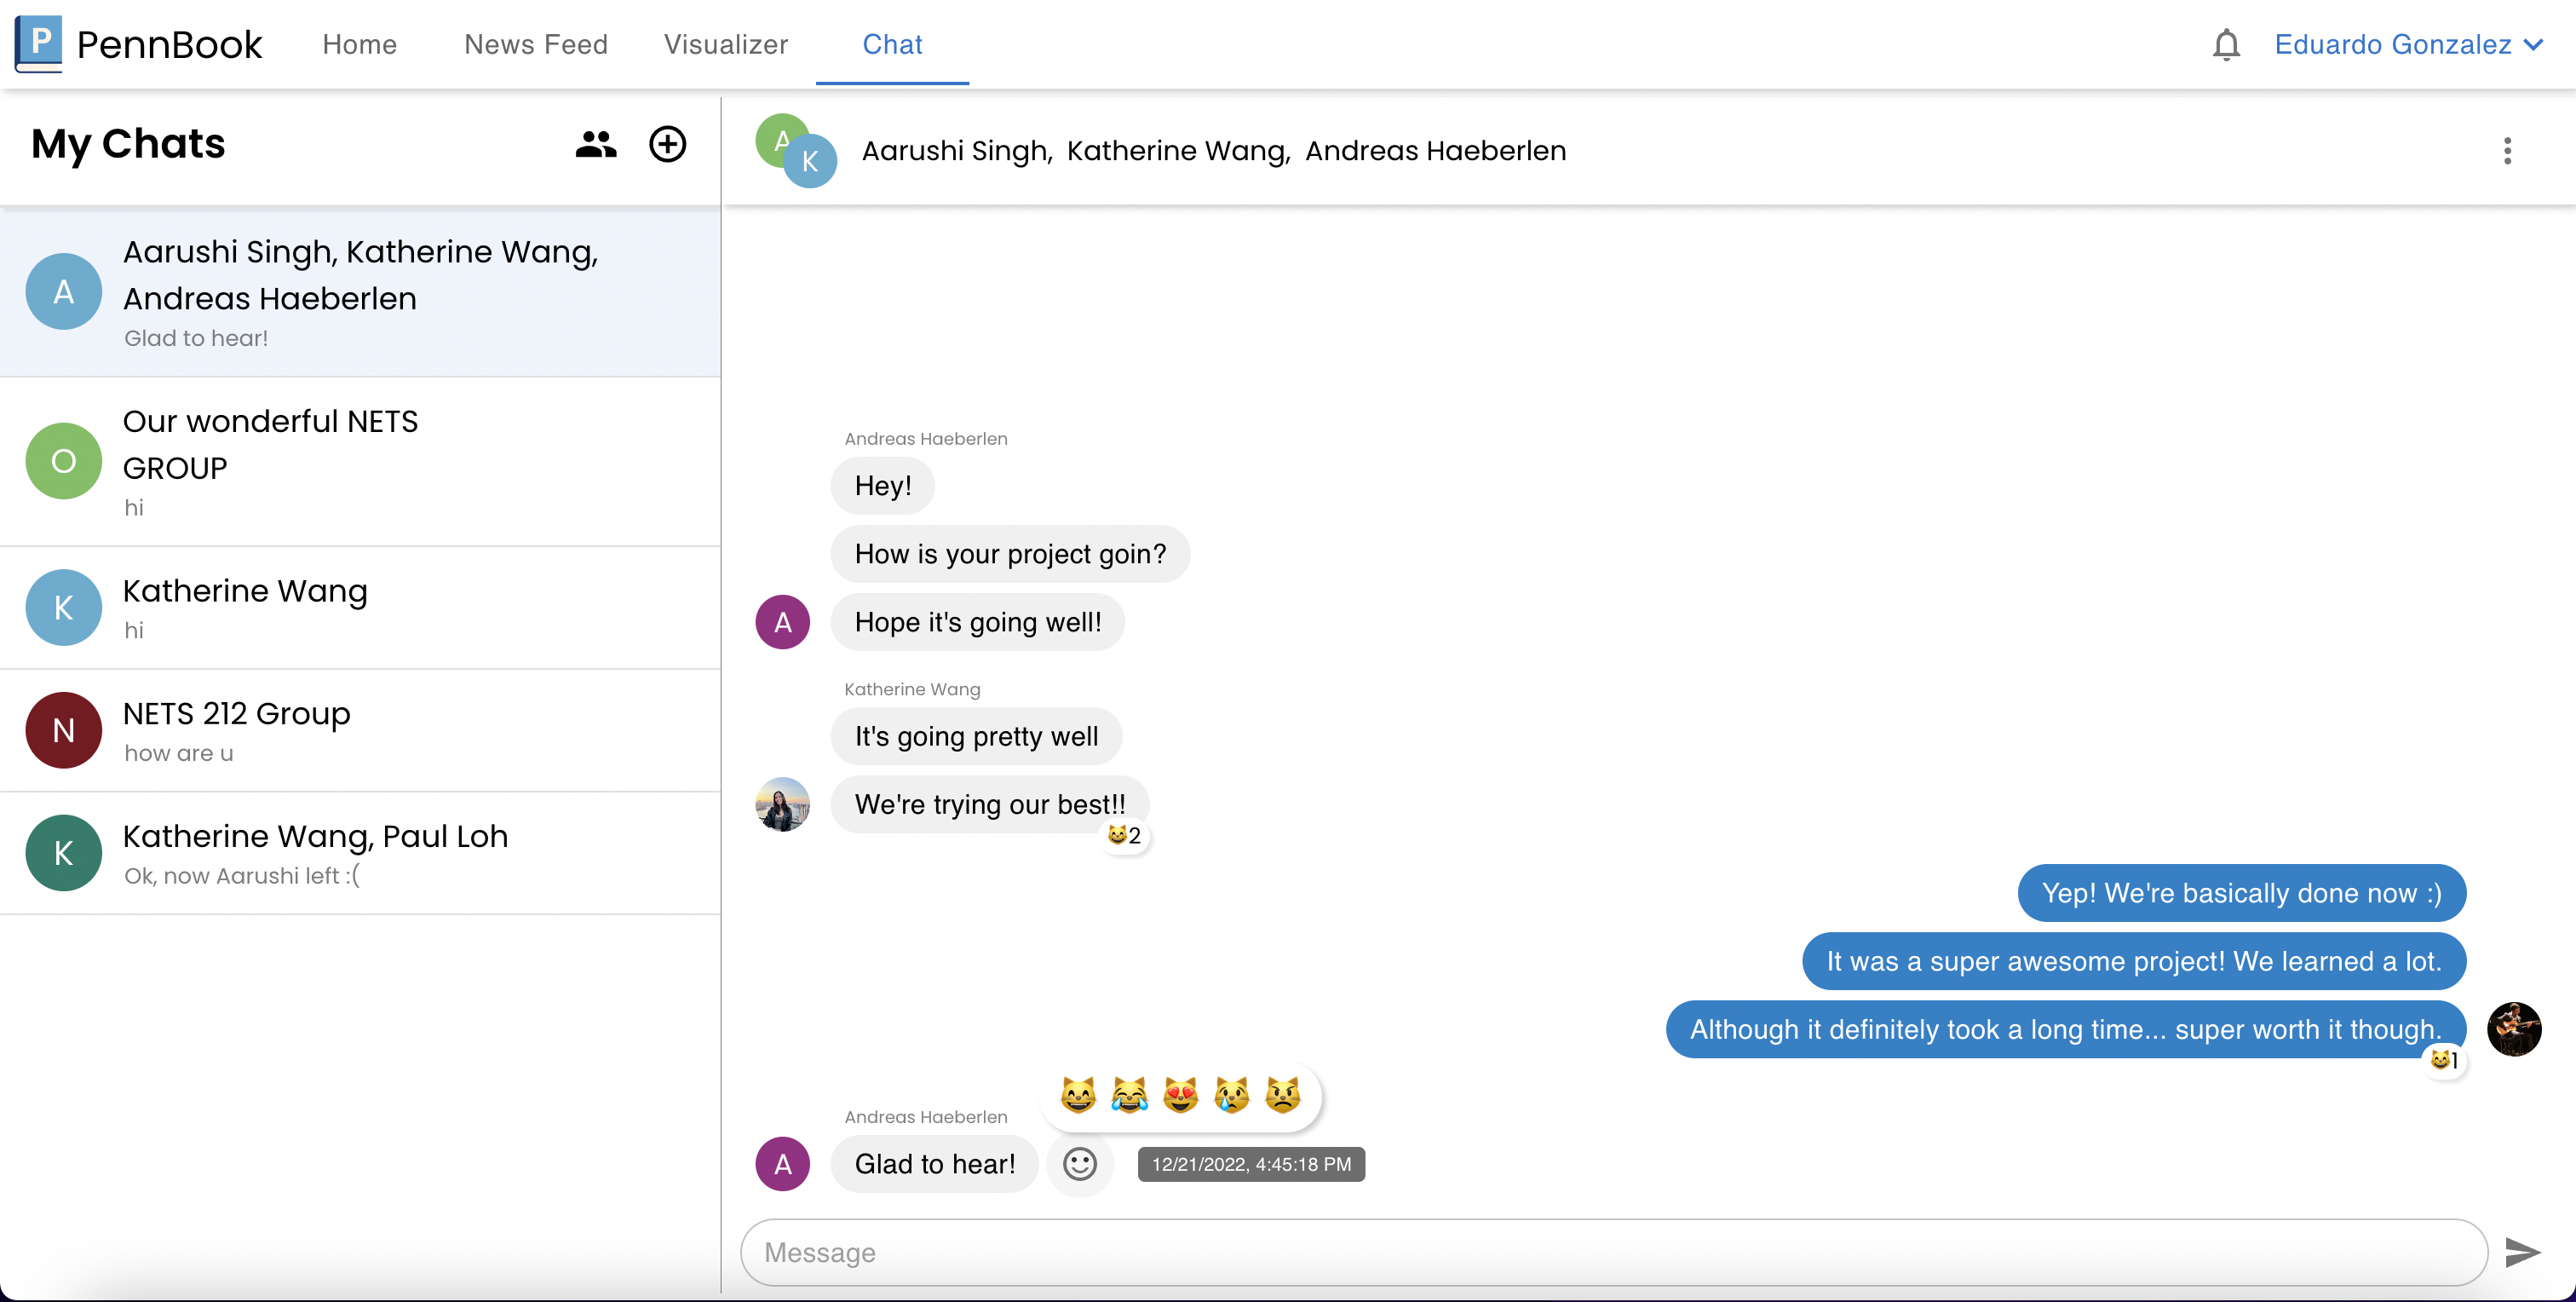 P PennBook Home News Feed Visualizer Chat Eduardo Gonzalez
My Chats
A
Aarushi Singh, Katherine Wang,
Andreas Haeberlen
Glad to hear!
O
Our wonderful NETS
GROUP
hi
K
Katherine Wang
hi
N
NETS 212 Group
how are u
K
Katherine Wang, Paul Loh
Ok, now Aarushi left :(
A K Aarushi Singh, Katherine Wang, Andreas Haeberlen
Andreas Haeberlen
Hey!
How is your project goin?
A Hope it's going well!
Katherine Wang
It's going pretty well
We're trying our best!!
😸2
Yep! We're basically done now :)
It was a super awesome project! We learned a lot.
Although it definitely took a long time... super worth it though.
😸1
😸 😹 😻 😿 😾
Andreas Haeberlen
A Glad to hear! 12/21/2022, 4:45:18 PM
Message